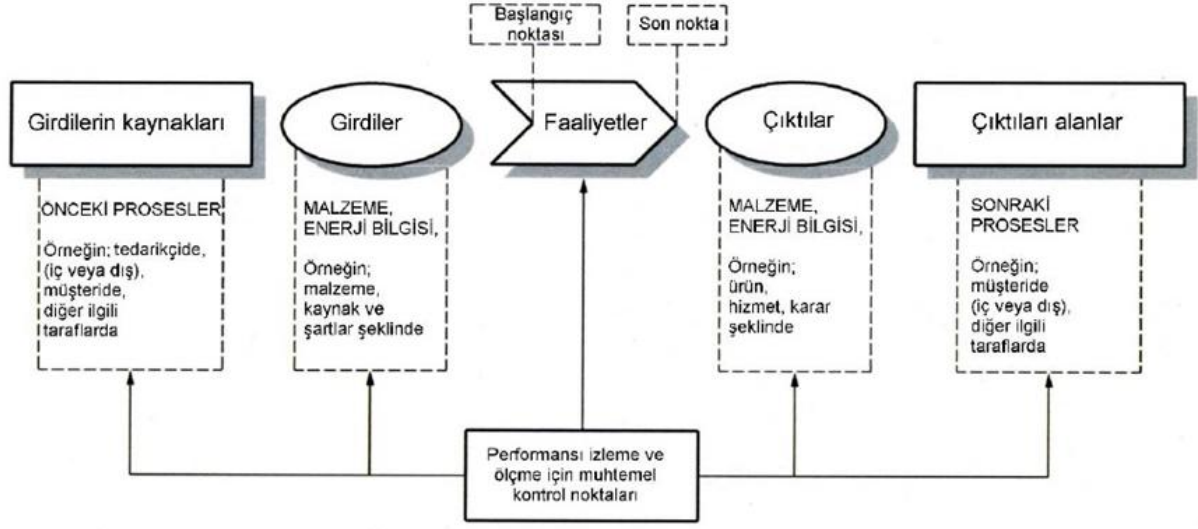 Başlangıç
noktası
Son nokta
Girdilerin kaynakları
Girdiler
Faaliyetler
Çıktılar
Çıktıları alanlar
ÖNCEKİ PROSESLER
Örneğin; tedarikçide,
(iç veya dış),
müşteride,
diğer ilgili
taraflarda
MALZEME,
ENERJİ BİLGİSİ,
Örneğin;
malzeme,
kaynak ve
şartlar şeklinde
MALZEME,
ENERJİ BİLGİSİ,
Örneğin;
ürün,
hizmet, karar
şeklinde
SONRAKİ
PROSESLER
Örneğin;
müşteride
(iç veya dış),
diğer ilgili
taraflarda
Performansı izleme ve
ölçme için muhtemel
kontrol noktaları